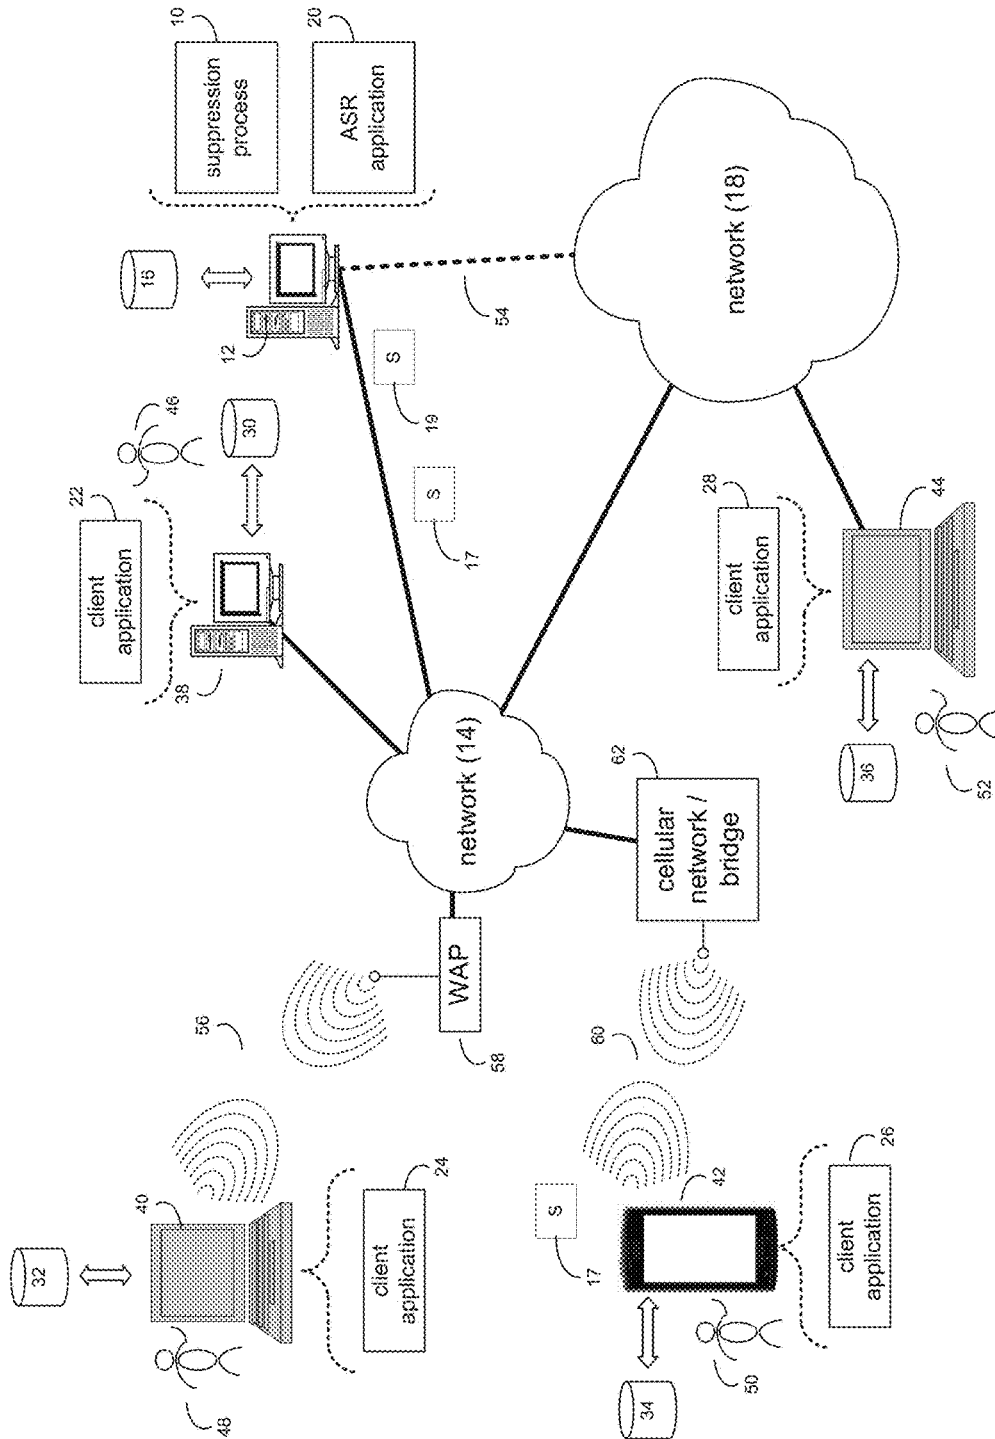 10
suppression
process
20
ASR
application
16
12
46
30
22
client
application
38
S
19
S
17
54
network (18)
28
client
application
44
36
52
network (14)
62
cellular
network /
bridge
WAP
58
56
60
32
40
48
24
client
application
S
17
42
34
50
26
client
application